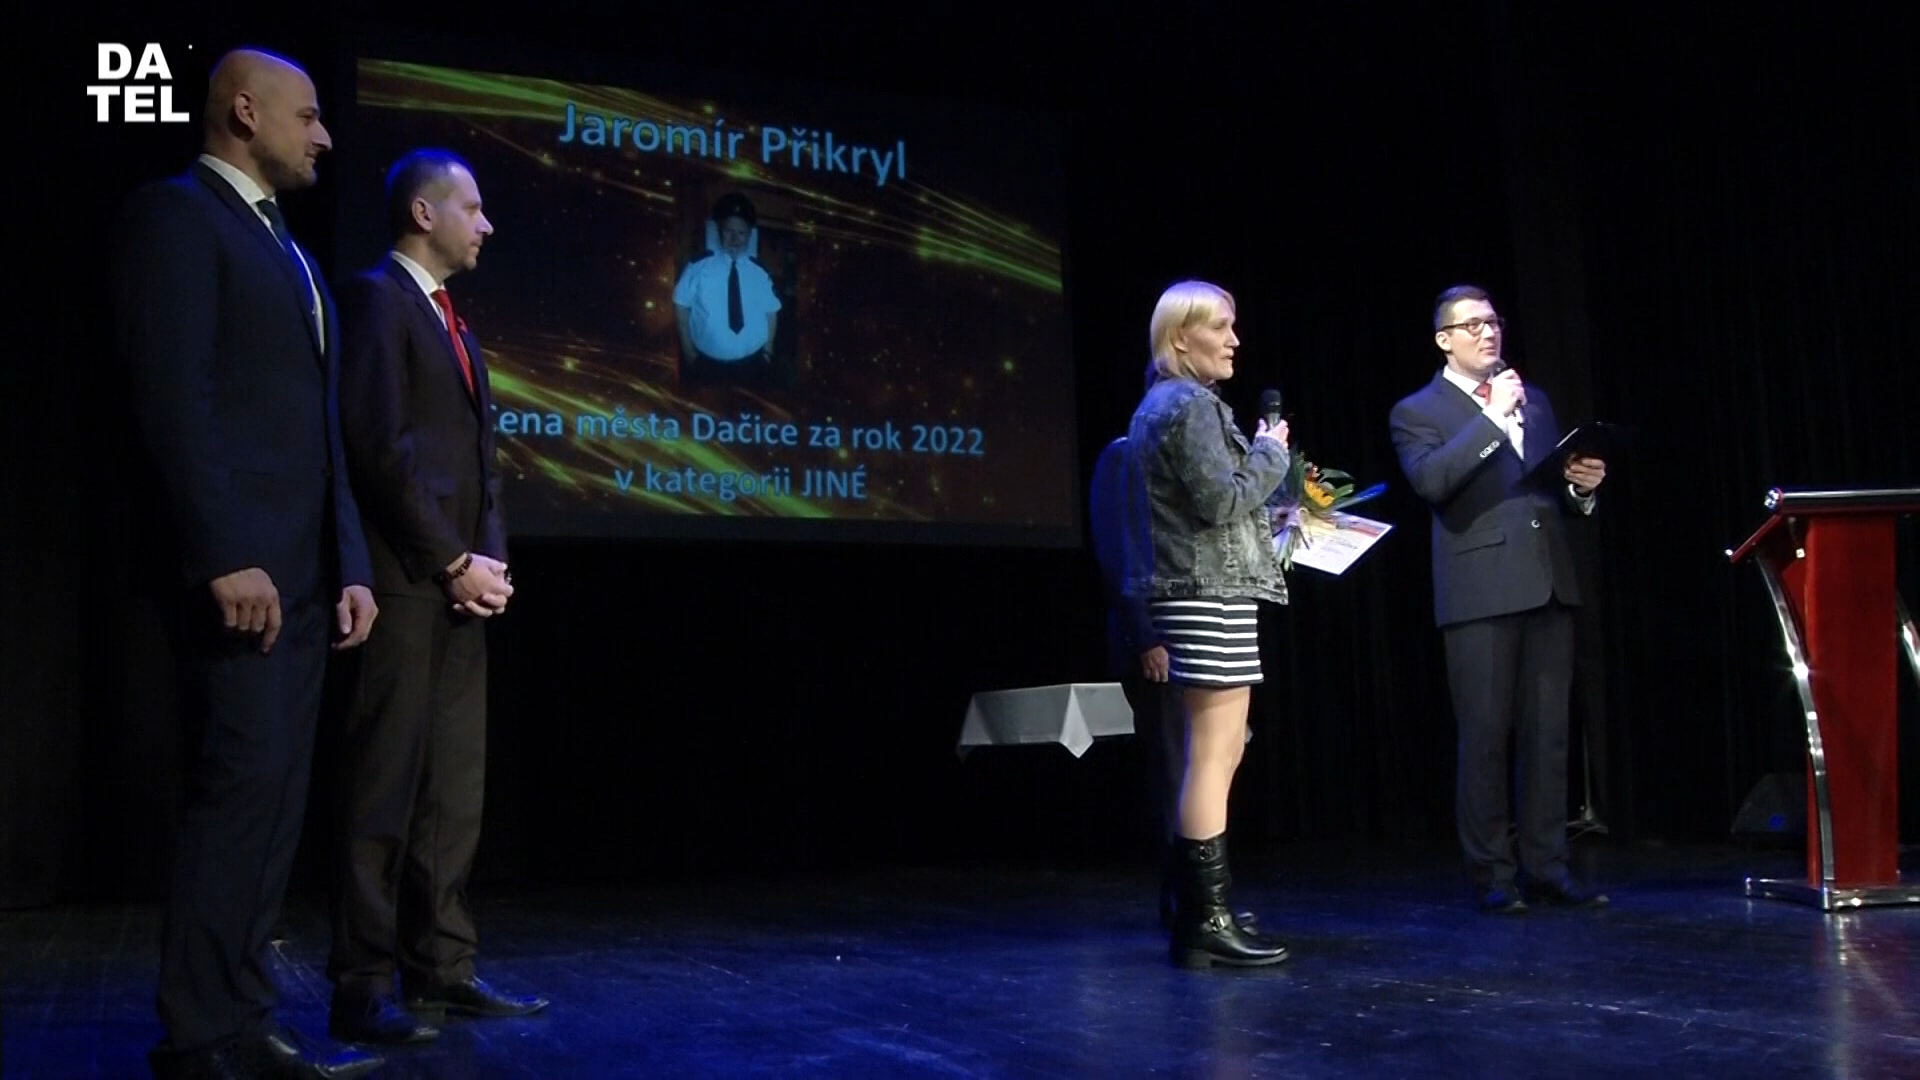 DA
TEL
Jaromír Přikryl
Cena města Dačice za rok 2022
v kategorii JINÉ